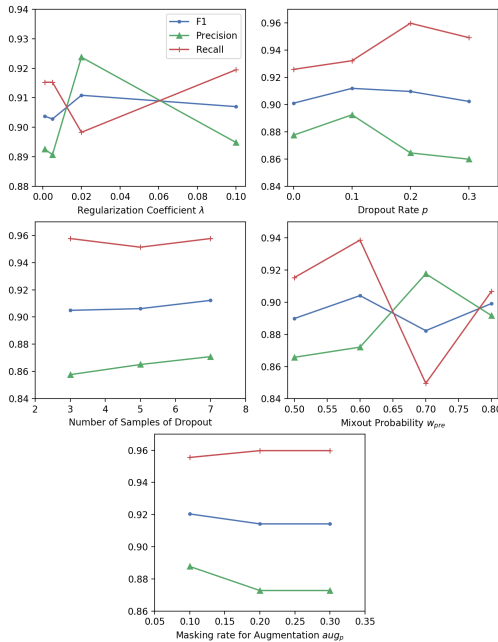 0.94
0.93
0.92
0.91
0.90
0.89
0.88
F1
Precision
Recall
0.00 0.02 0.04 0.06 0.08 0.10
Regularization Coefficient λ
0.96
0.94
0.92
0.90
0.88
0.86
0.84
0.0 0.1 0.2 0.3
Dropout Rate p
0.96
0.94
0.92
0.90
0.88
0.86
0.84
2 3 4 5 6 7 8
Number of Samples of Dropout
0.94
0.92
0.90
0.88
0.86
0.84
0.50 0.55 0.60 0.65 0.70 0.75 0.80
Mixout Probability w_pre
0.96
0.94
0.92
0.90
0.88
0.86
0.05 0.10 0.15 0.20 0.25 0.30 0.35
Masking rate for Augmentation aug_p